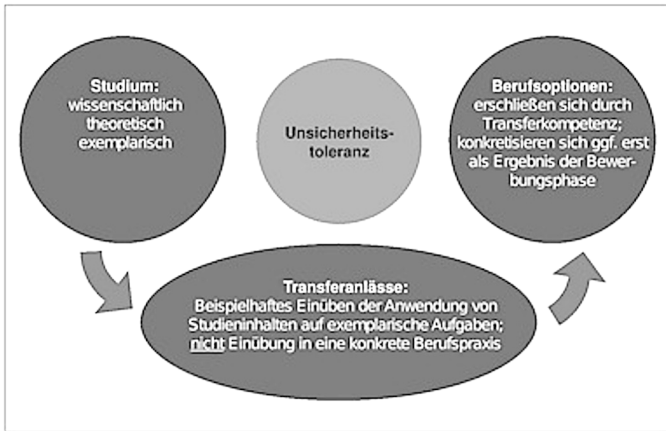 Studium:
wissenschaftlich
theoretisch
exemplarisch
Unsicherheits-
toleranz
Berufsoptionen:
erschließen sich durch
Transferkompetenz;
konkretisieren sich ggf. erst
als Ergebnis der Bewer-
bungsphase
Transferanlässe:
Beispielhaftes Einüben der Anwendung von
Studieninhalten auf exemplarische Aufgaben;
nicht Einübung in eine konkrete Berufspraxis